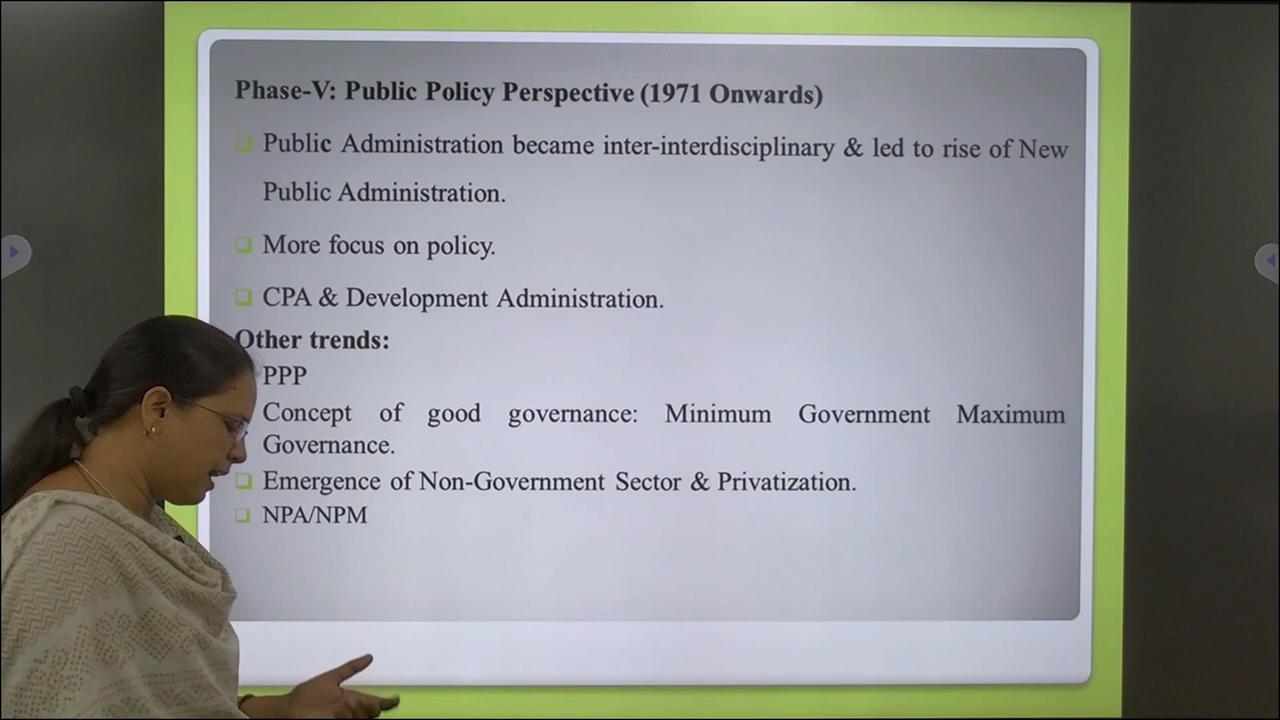 Phase-V: Public Policy Perspective (1971 Onwards)
Public Administration became inter-interdisciplinary & led to rise of New
Public Administration.
More focus on policy.
CPA & Development Administration.
Other trends:
PPP
Concept of good governance: Minimum Government Maximum
Governance.
Emergence of Non-Government Sector & Privatization.
NPA/NPM